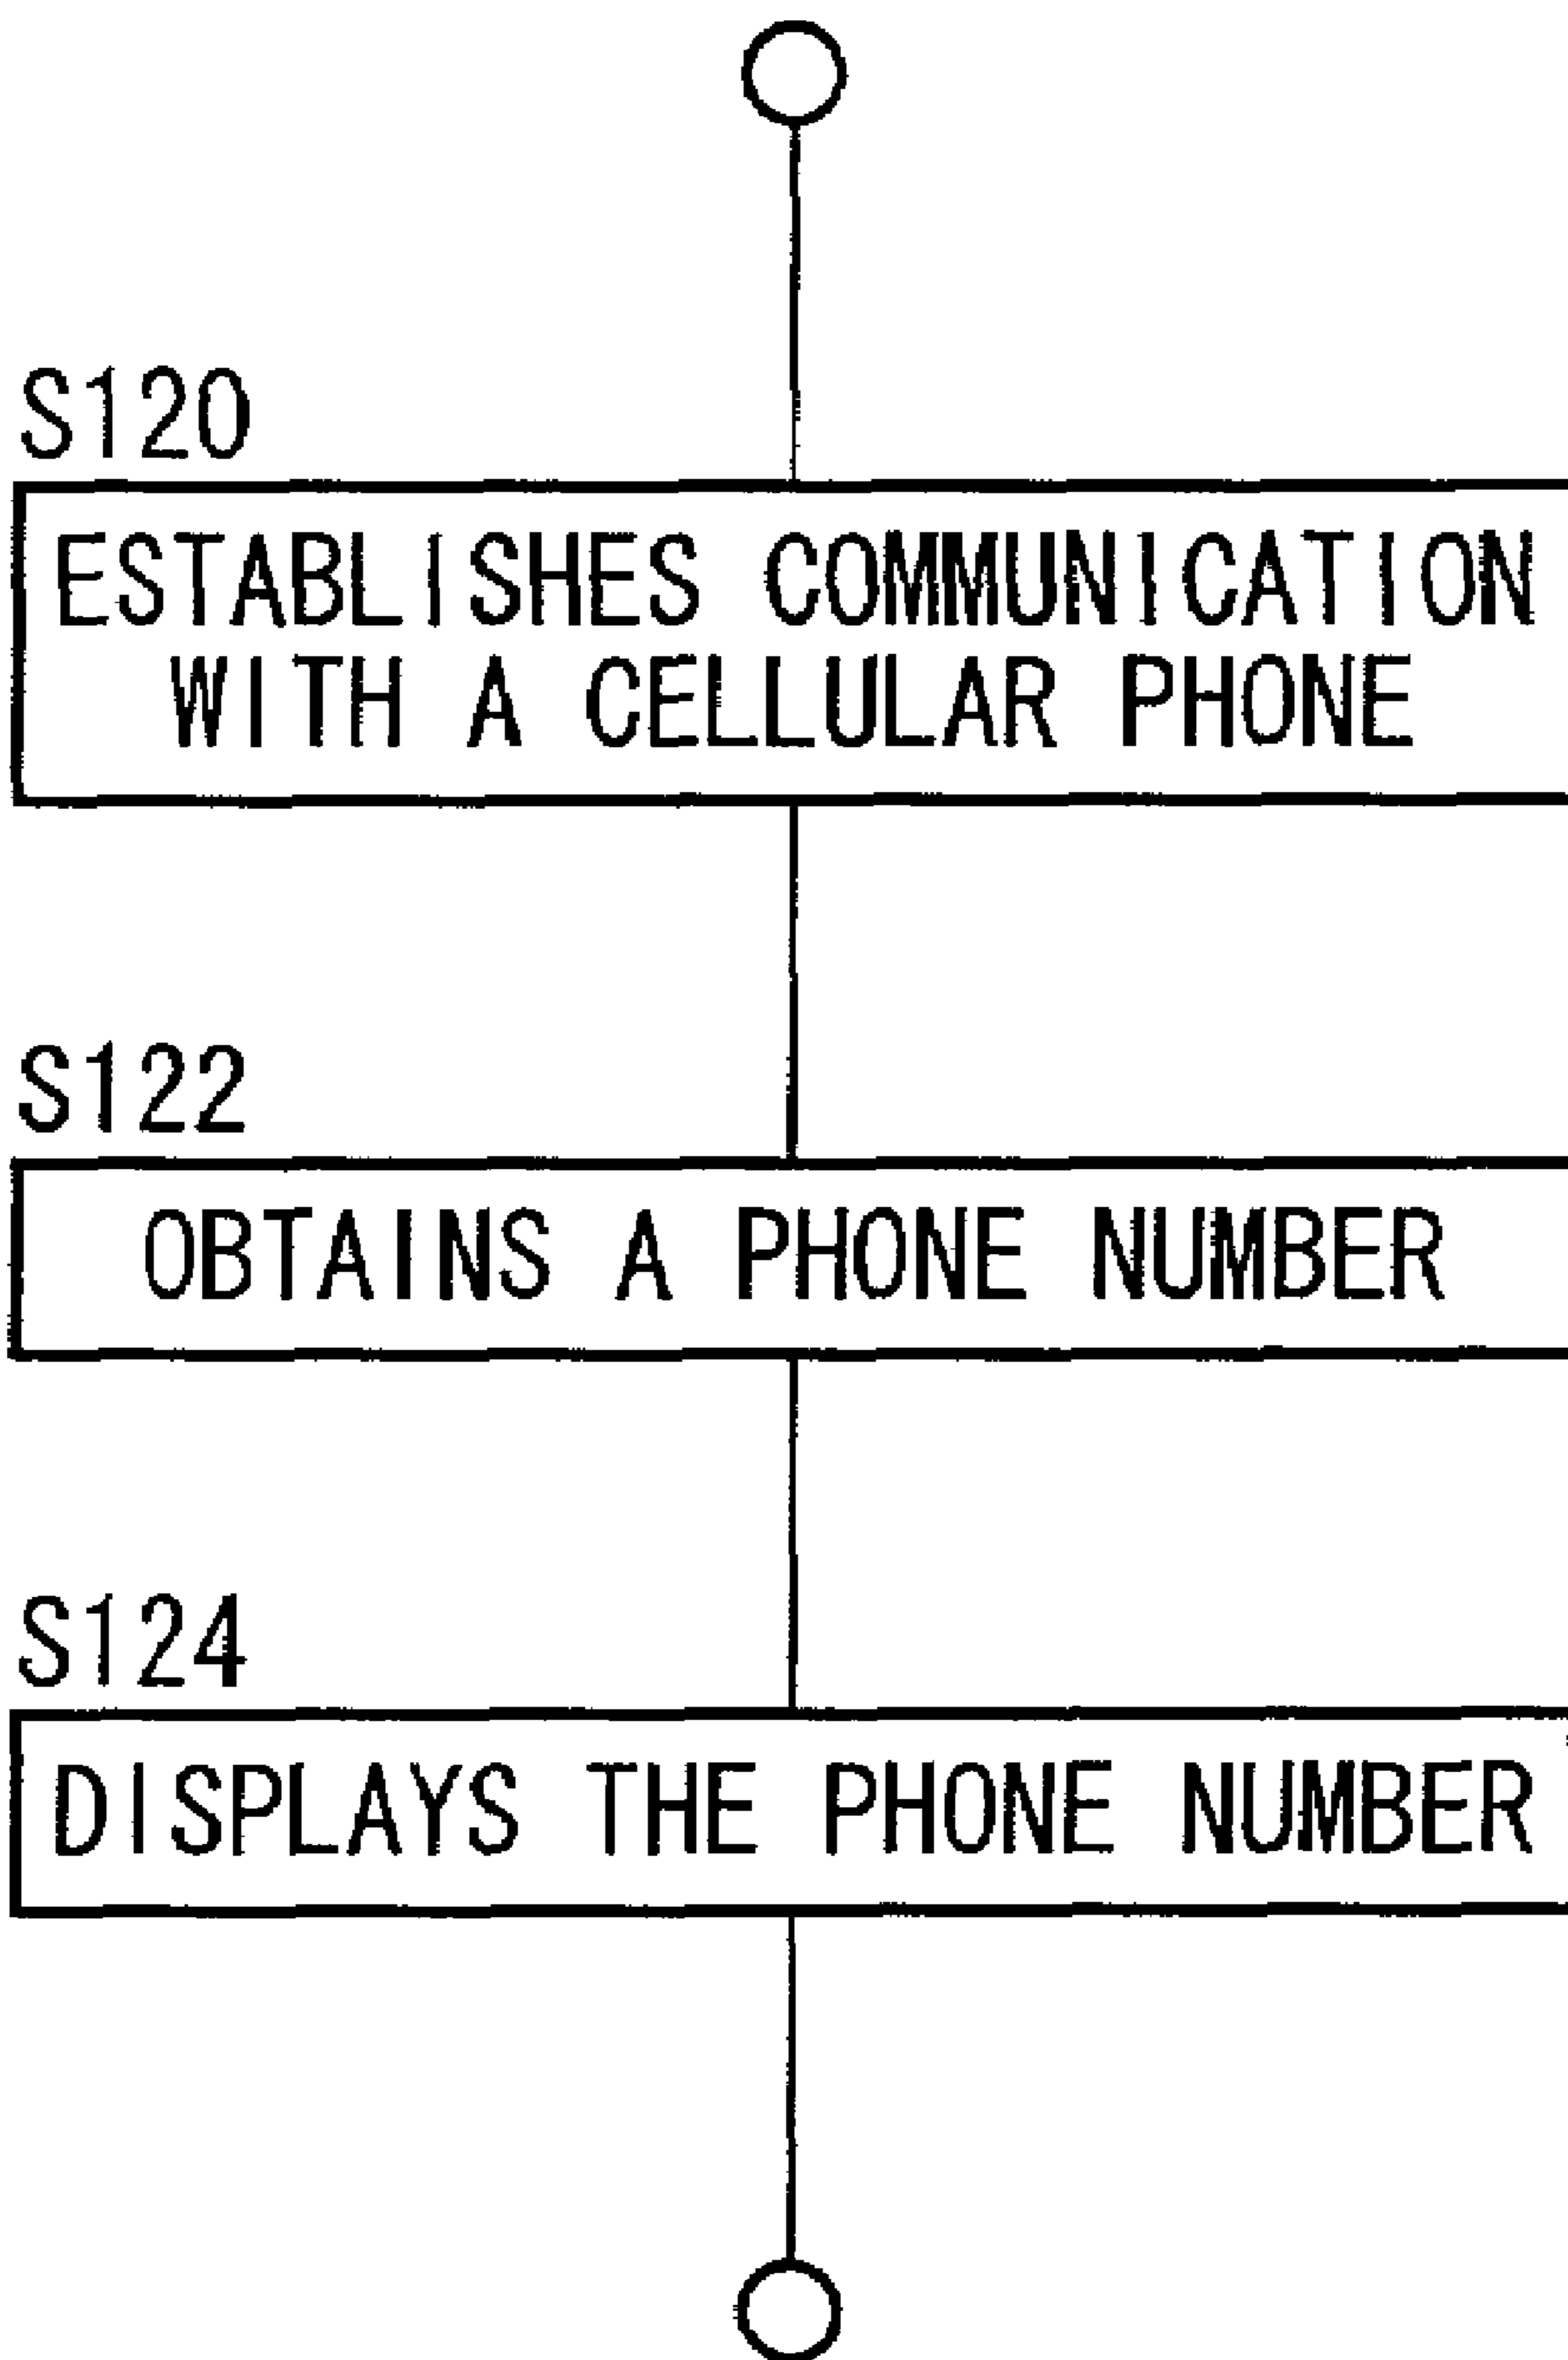 S120
ESTABLISHES COMMUNICATION
WITH A CELLULAR PHONE
S122
OBTAINS A PHONE NUMBER
S124
DISPLAYS THE PHONE NUMBER